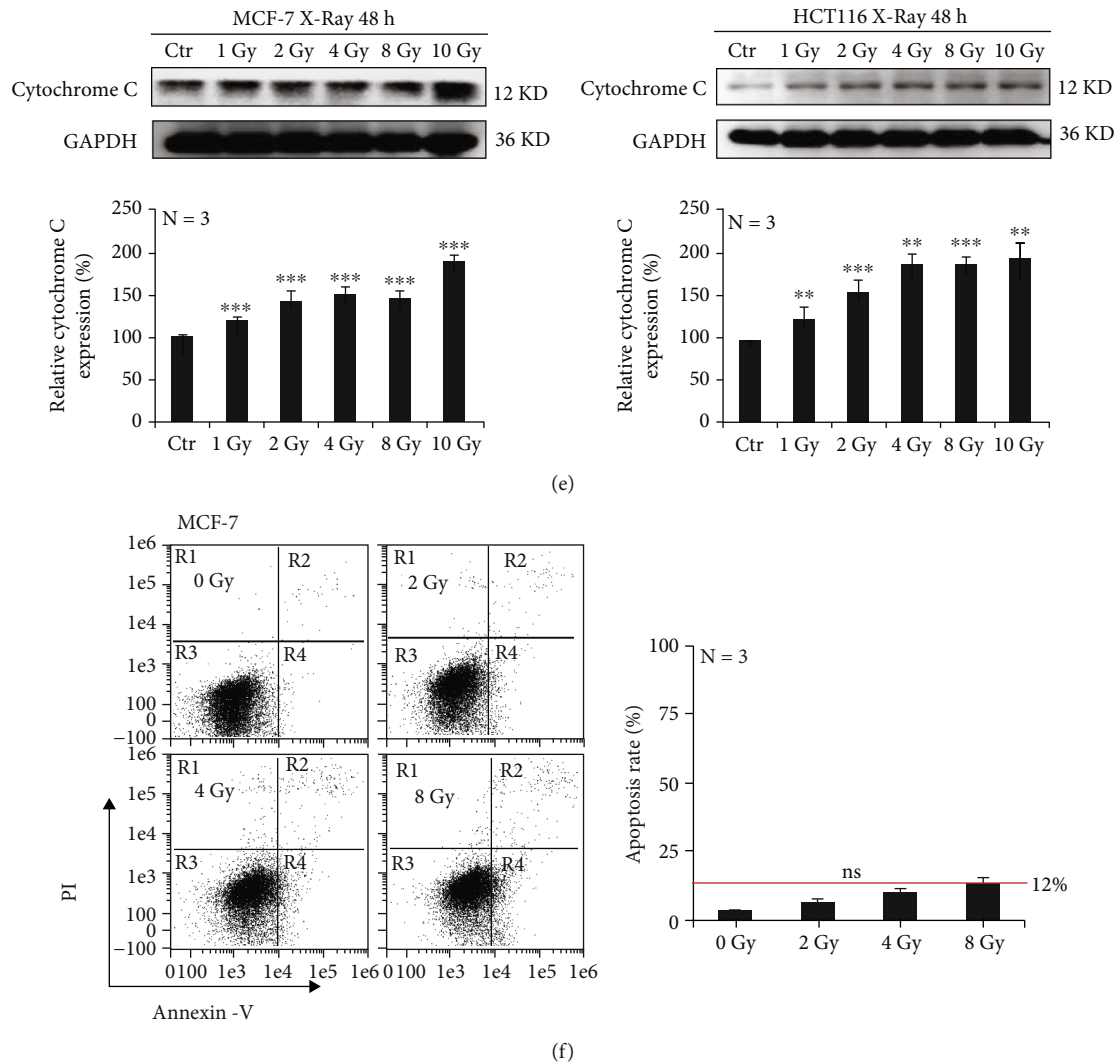 MCF-7 X-Ray 48 h
Ctr 1 Gy 2 Gy 4 Gy 8 Gy 10 Gy
Cytochrome C 12 KD
GAPDH 36 KD
Relative cytochrome C
expression (%)
250
200
150
100
50
0
N = 3
*** *** *** *** ***
Ctr 1 Gy 2 Gy 4 Gy 8 Gy 10 Gy
HCT116 X-Ray 48 h
Ctr 1 Gy 2 Gy 4 Gy 8 Gy 10 Gy
Cytochrome C 12 KD
GAPDH 36 KD
Relative cytochrome C
expression (%)
250
200
150
100
50
0
N = 3
** *** ** *** **
Ctr 1 Gy 2 Gy 4 Gy 8 Gy 10 Gy
(e)
MCF-7
1e6
1e5
1e4
1e3
100
0
−100
R1 R2
0 Gy
R3 R4
R1 R2
2 Gy
R3 R4
1e6
1e5
1e4
1e3
100
0
−100
R1 R2
4 Gy
R3 R4
R1 R2
8 Gy
R3 R4
0 100 1e3 1e4 1e5 1e6
0 100 1e3 1e4 1e5 1e6
PI
Annexin -V
Apoptosis rate (%)
100
75
50
25
0
N = 3
ns
12%
0 Gy 2 Gy 4 Gy 8 Gy
(f)